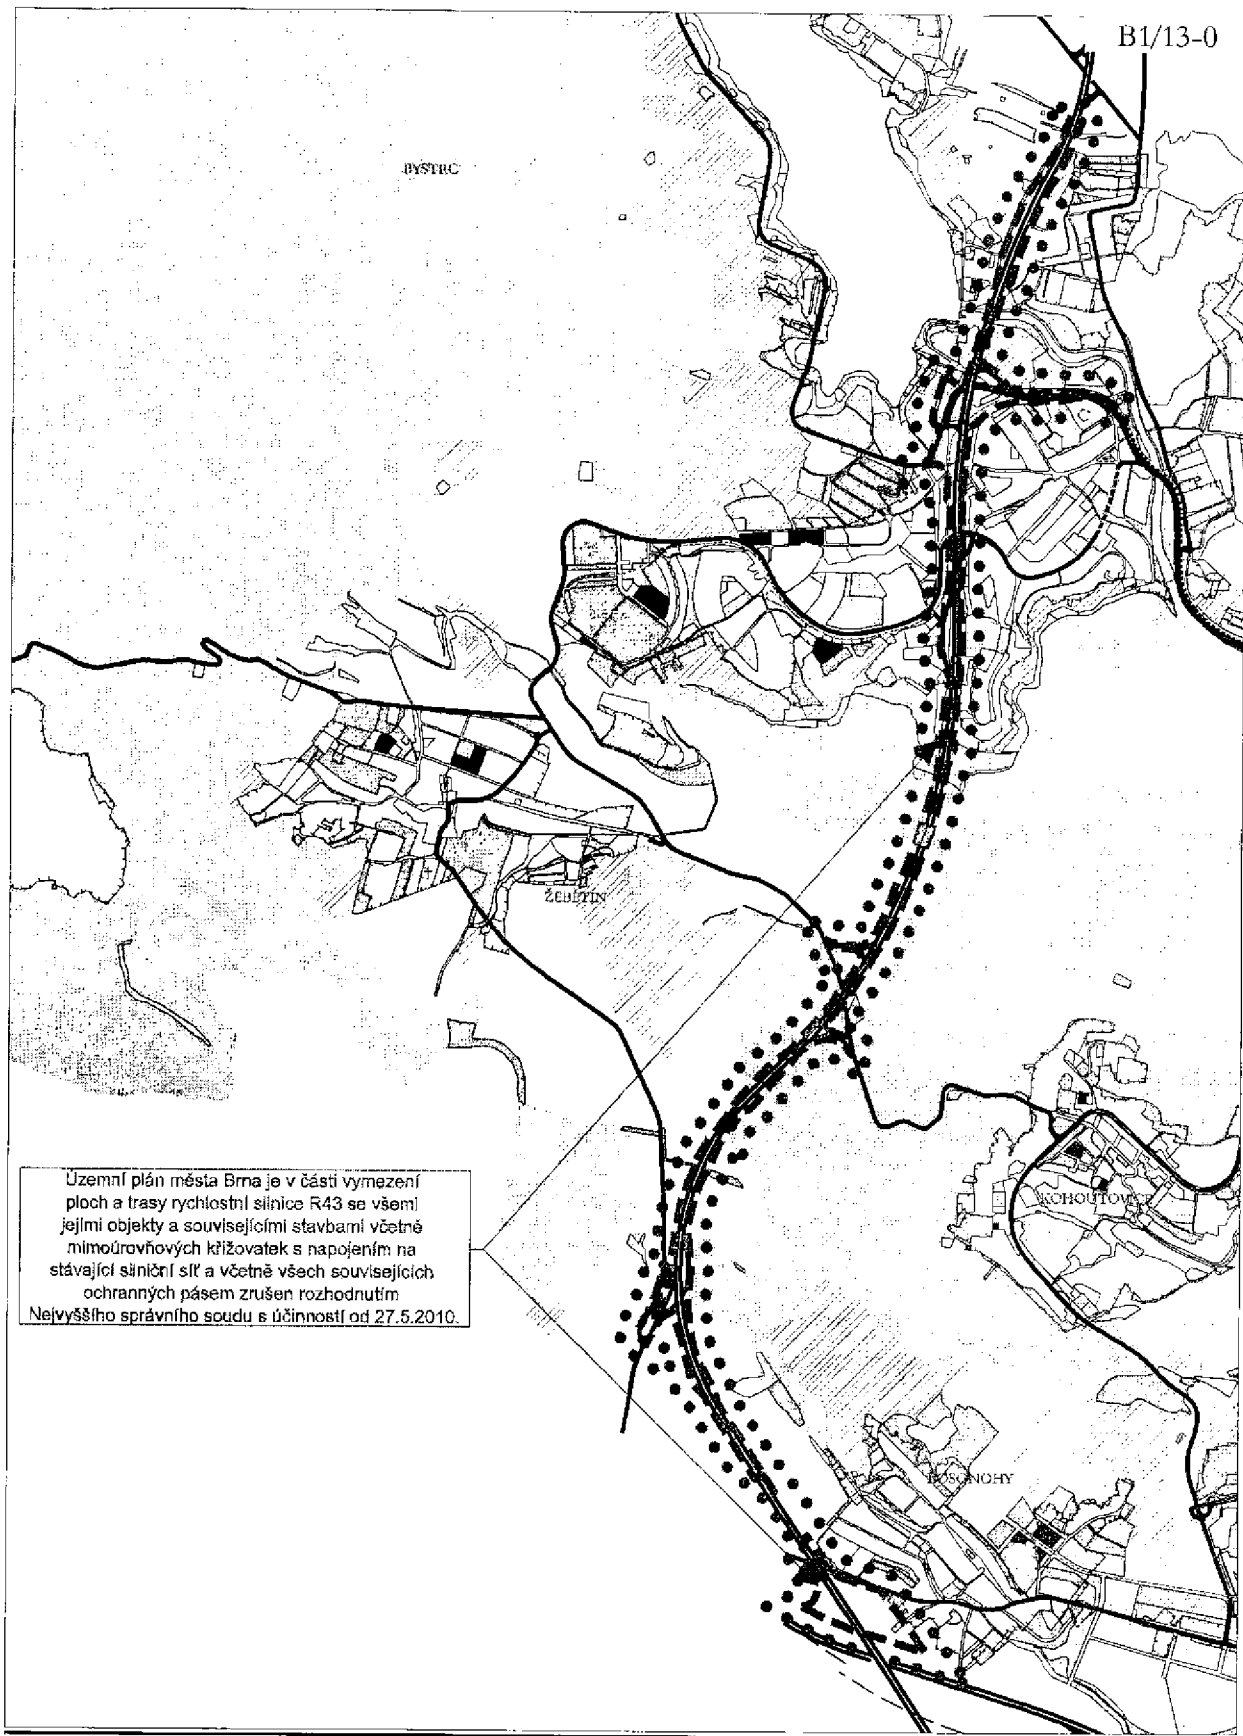 B1/13-0
BYSTRC
ŽEBĚTÍN
KOHOUTOVICE
Územní plán města Brna je v části vymezení
ploch a trasy rychlostní silnice R43 se všemi
jejími objekty a souvisejícími stavbami včetně
mimoúrovňových křižovatek s napojením na
stávající silniční síť a včetně všech souvisejících
ochranných pásem zrušen rozhodnutím
Nejvyššího správního soudu s účinností od 27.5.2010.
BOSONOHY